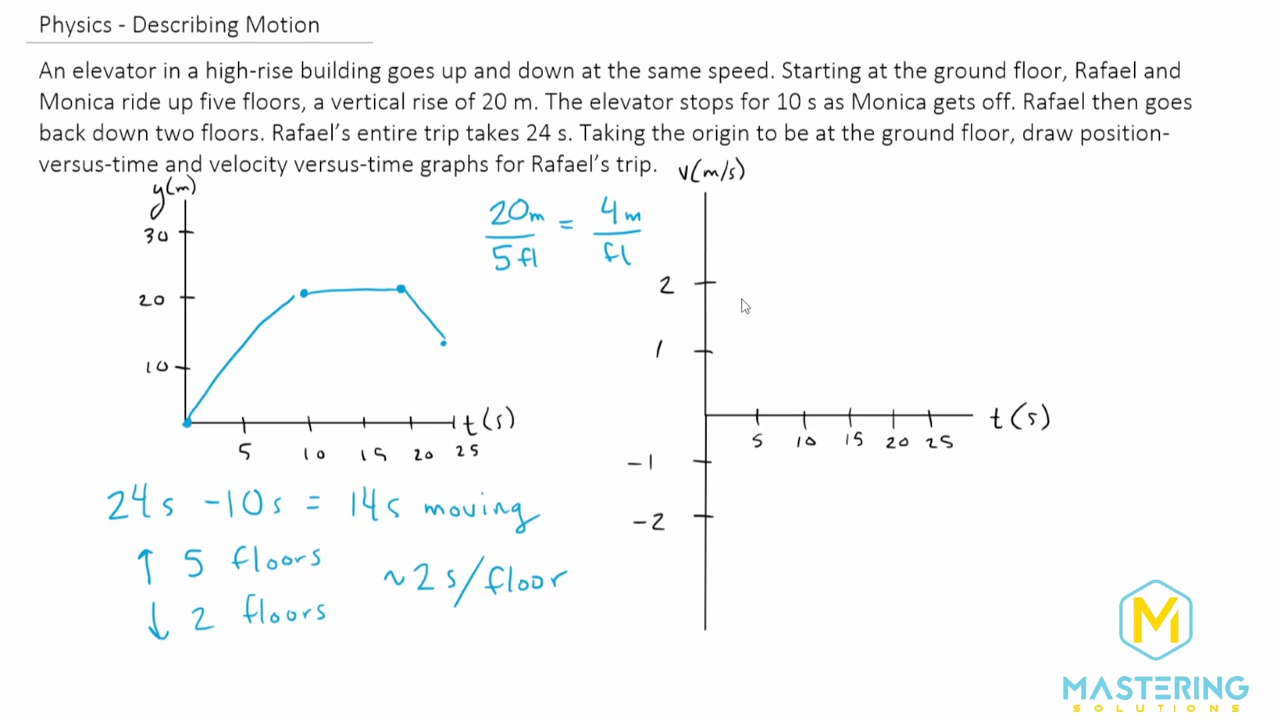 Physics - Describing Motion
An elevator in a high-rise building goes up and down at the same speed. Starting at the ground floor, Rafael and
Monica ride up five floors, a vertical rise of 20 m. The elevator stops for 10 s as Monica gets off. Rafael then goes
back down two floors. Rafael's entire trip takes 24 s. Taking the origin to be at the ground floor, draw position-
versus-time and velocity versus-time graphs for Rafael's trip.
y(m)
30
20
10
5 10 15 20 25
t(s)
20m/5fl = 4m/fl
v(m/s)
2
1
-1
-2
5 10 15 20 25
t(s)
24s -10s = 14s moving
↑ 5 floors
↓ 2 floors
~2s/floor
M
MASTERING
SOLUTIONS